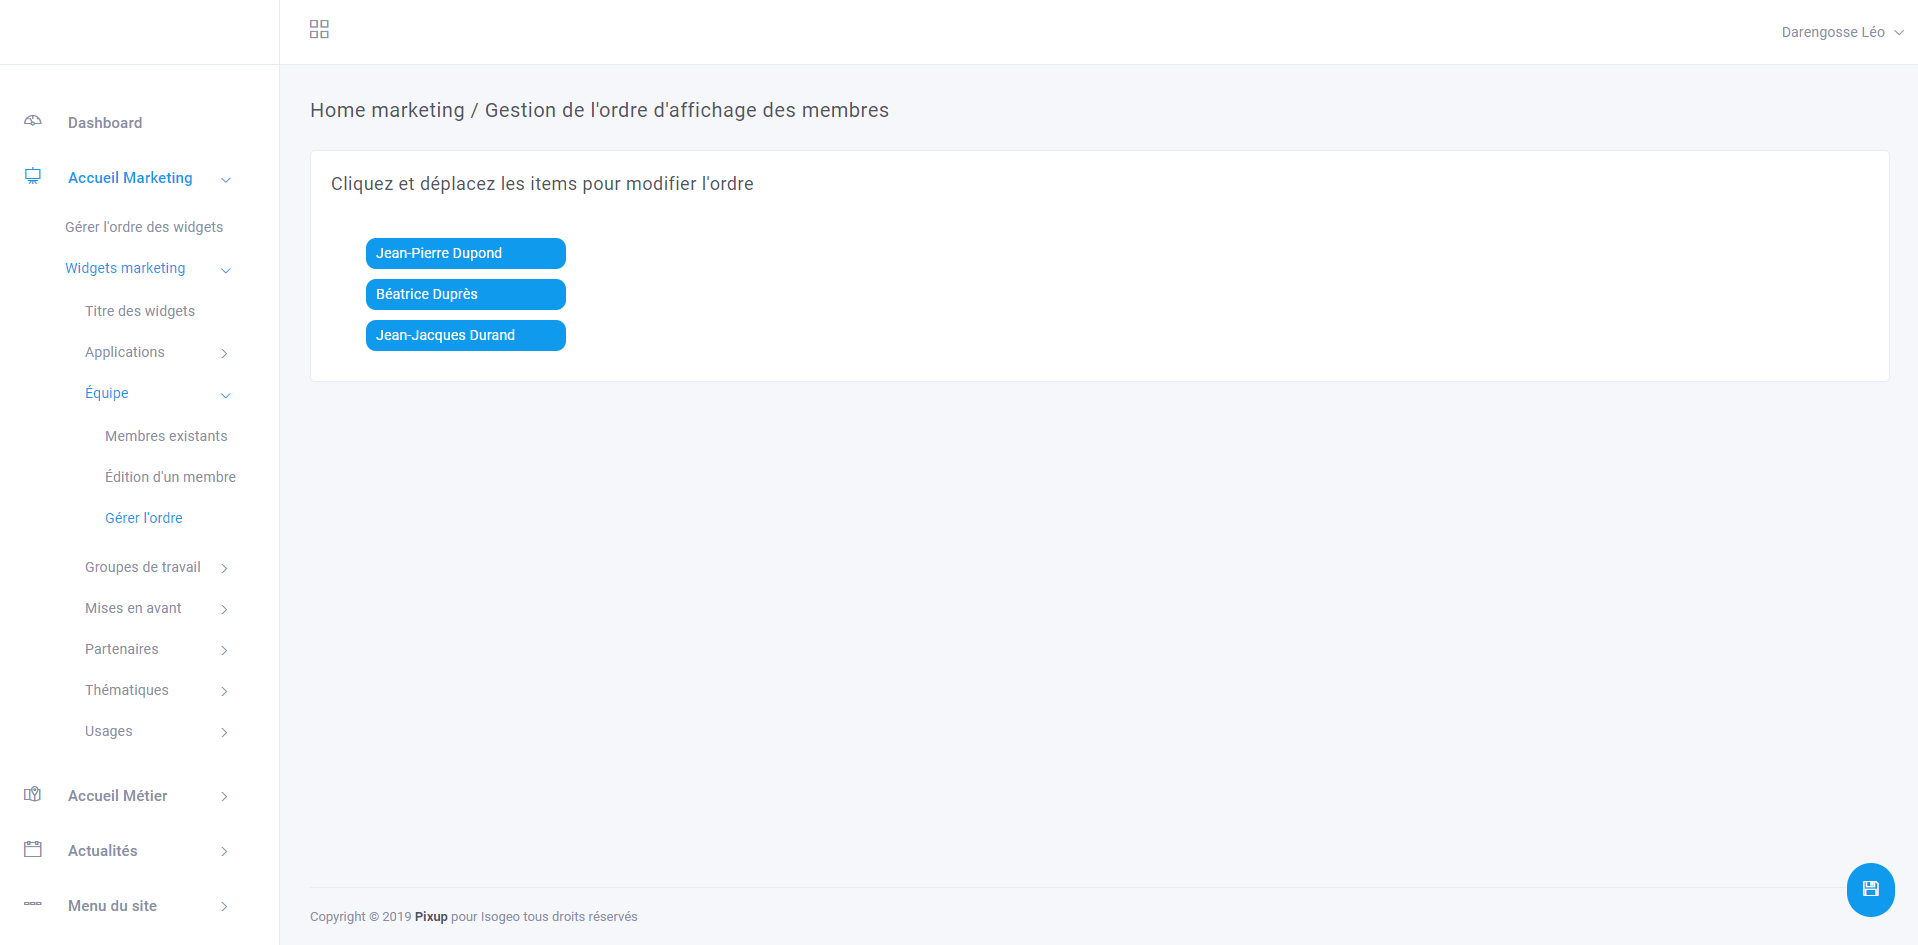 Darengosse Léo
Dashboard
Accueil Marketing
Gérer l'ordre des widgets
Widgets marketing
Titre des widgets
Applications
Équipe
Membres existants
Édition d'un membre
Gérer l'ordre
Groupes de travail
Mises en avant
Partenaires
Thématiques
Usages
Accueil Métier
Actualités
Menu du site
Home marketing / Gestion de l'ordre d'affichage des membres
Cliquez et déplacez les items pour modifier l'ordre
Jean-Pierre Dupond
Béatrice Duprès
Jean-Jacques Durand
Copyright © 2019 Pixup pour Isogeo tous droits réservés